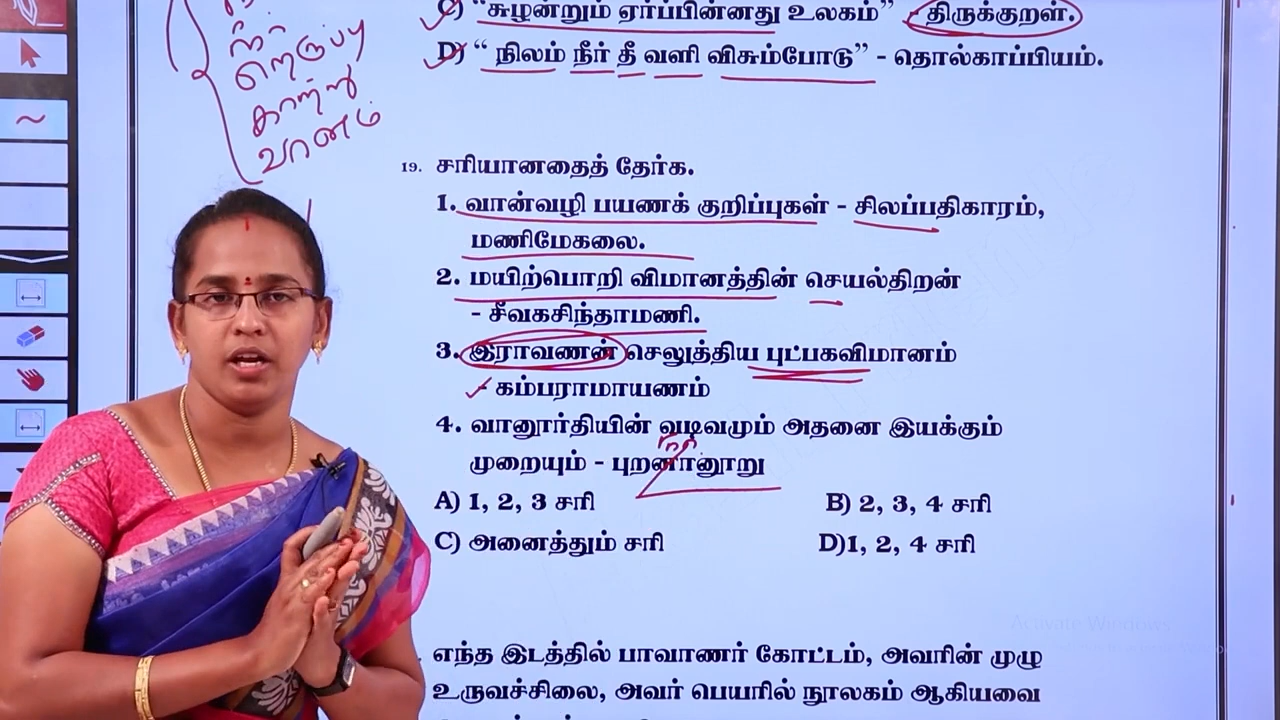 C) “சுழன்றும் ஏர்ப்பின்னது உலகம்” - திருக்குறள்.
D) “ நிலம் நீர் தீ வளி விசும்போடு” - தொல்காப்பியம்.
நெருப்பு
காற்று
வானம்
19. சரியானதைத் தேர்க.
1. வான்வழி பயணக் குறிப்புகள் - சிலப்பதிகாரம்,
மணிமேகலை.
2. மயிற்பொறி விமானத்தின் செயல்திறன்
- சீவகசிந்தாமணி.
3. இராவணன் செலுத்திய புட்பகவிமானம்
- கம்பராமாயணம்
4. வானூர்தியின் வடிவமும் அதனை இயக்கும்
முறையும் - புறனானூறு
A) 1, 2, 3 சரி
B) 2, 3, 4 சரி
C) அனைத்தும் சரி
D)1, 2, 4 சரி
Activate Windows
எந்த இடத்தில் பாவாணர் கோட்டம், அவரின் முழு
உருவச்சிலை, அவர் பெயரில் நூலகம் ஆகியவை